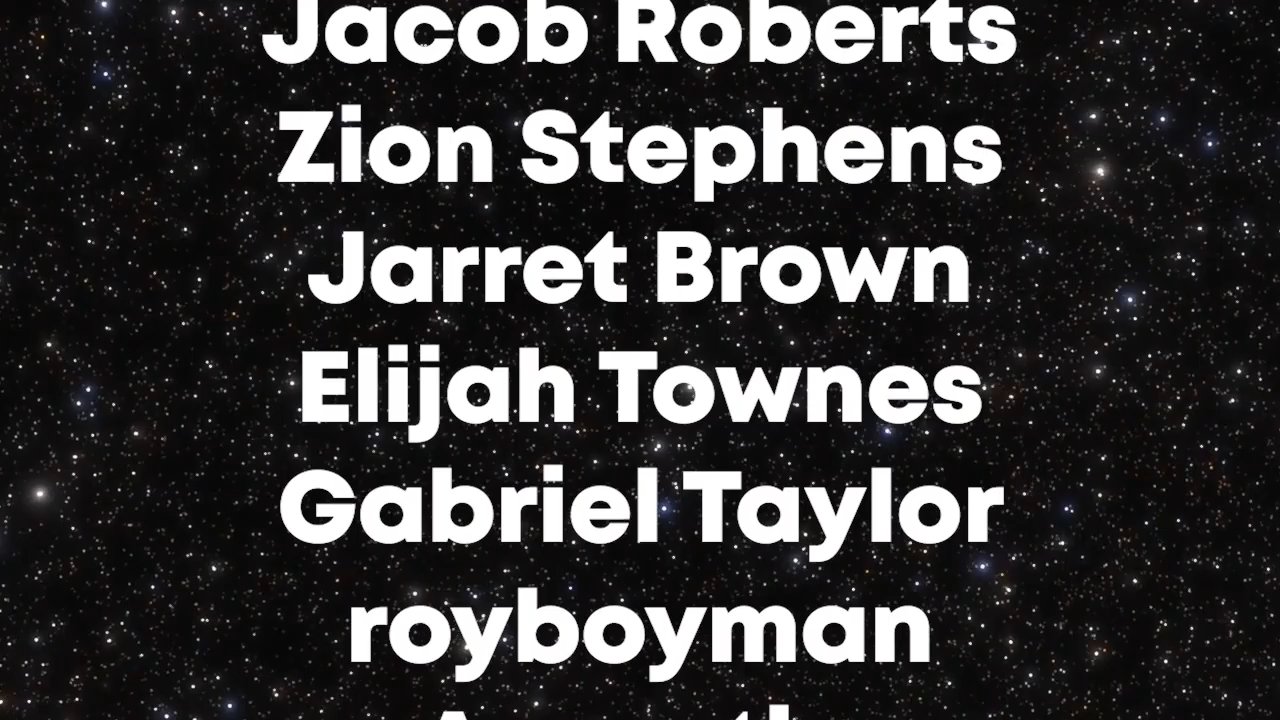 Jacob Roberts
Zion Stephens
Jarret Brown
Elijah Townes
Gabriel Taylor
royboyman